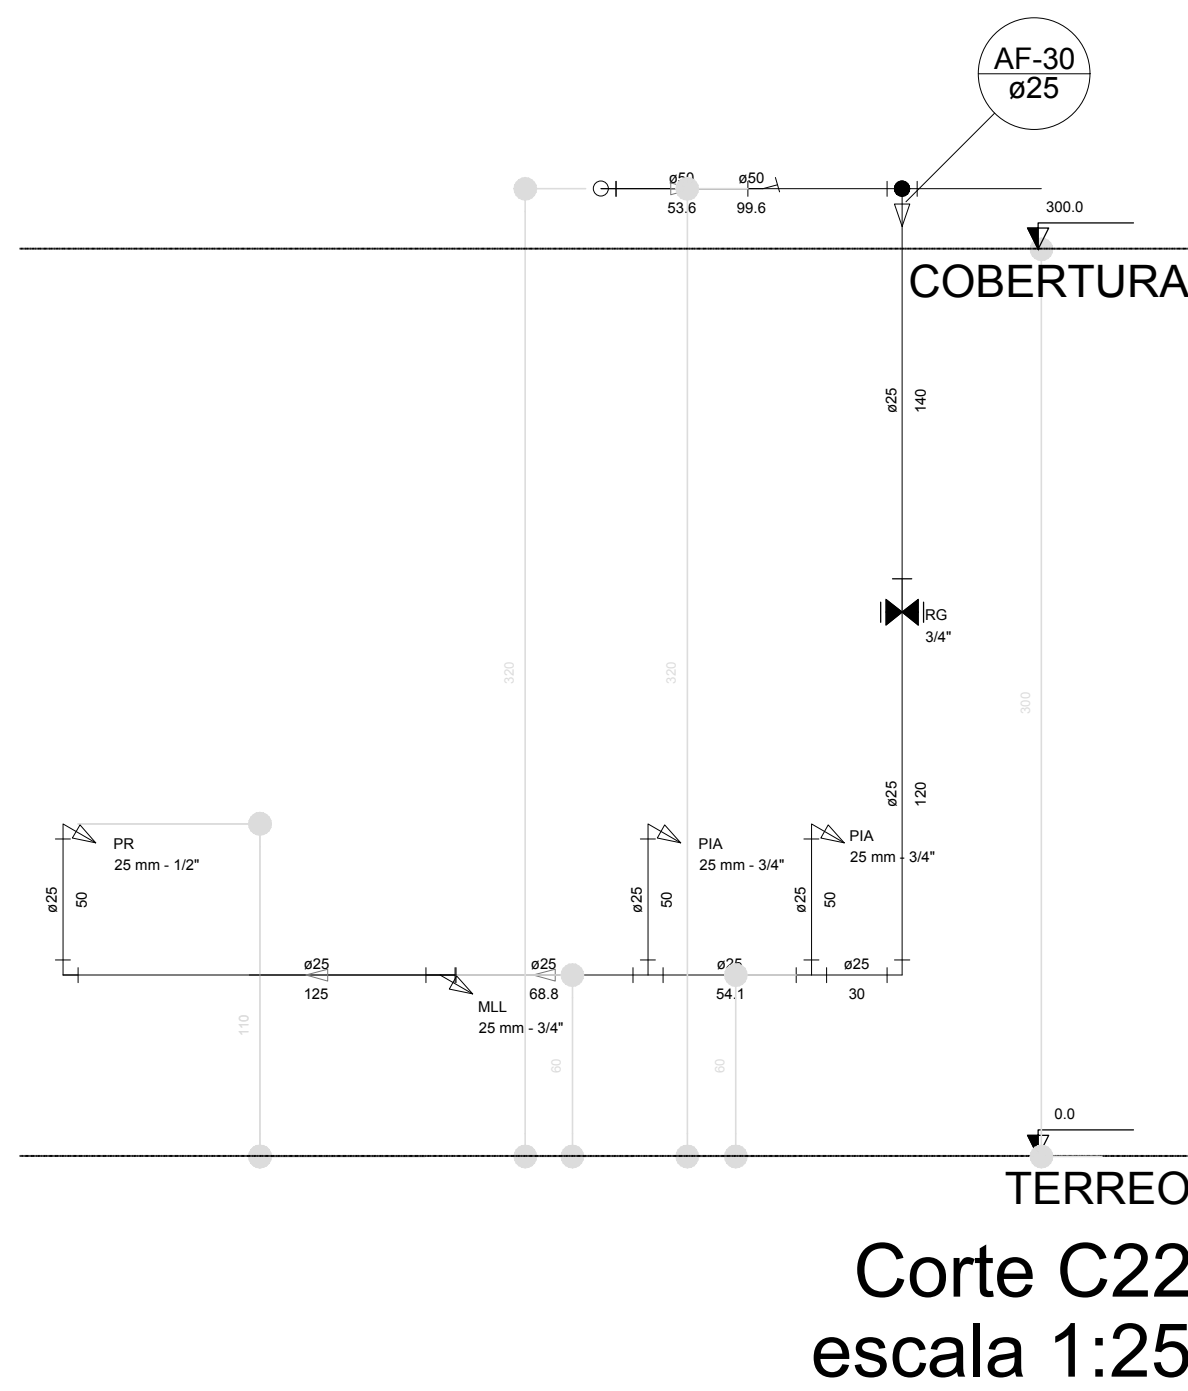 AF-30
ø25
ø50
ø50
53.6
99.6
300.0
COBERTURA
ø25
140
RG
3/4"
320
320
300
ø25
120
PR
25 mm - 1/2"
PIA
25 mm - 3/4"
PIA
25 mm - 3/4"
ø25
50
ø25
50
ø25
50
ø25
125
ø25
68.8
ø25
54.1
ø25
30
MLL
25 mm - 3/4"
110
60
60
0.0
TERREO
Corte C22
escala 1:25